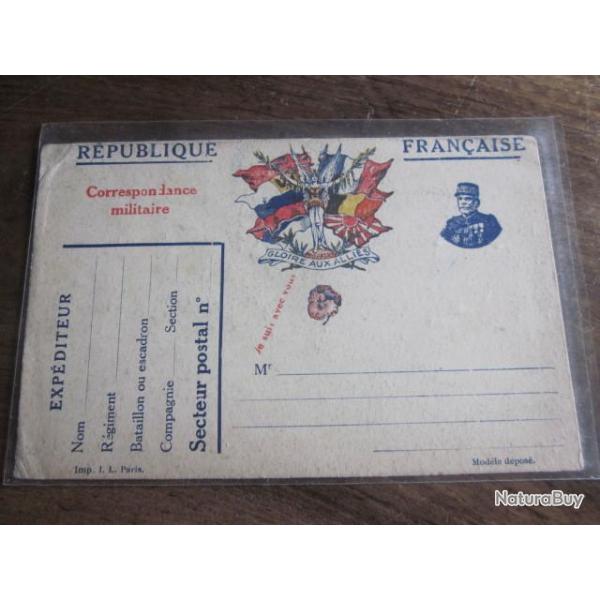 RÉPUBLIQUE FRANÇAISE
Correspondance
militaire
GLOIRE AUX ALLIÉS
Je suis avec vous
EXPÉDITEUR
Nom
Régiment
Bataillon ou escadron
Compagnie Section
Secteur postal n°
Mr
Imp. I. L. Paris.
Modèle déposé.
NaturaBuy